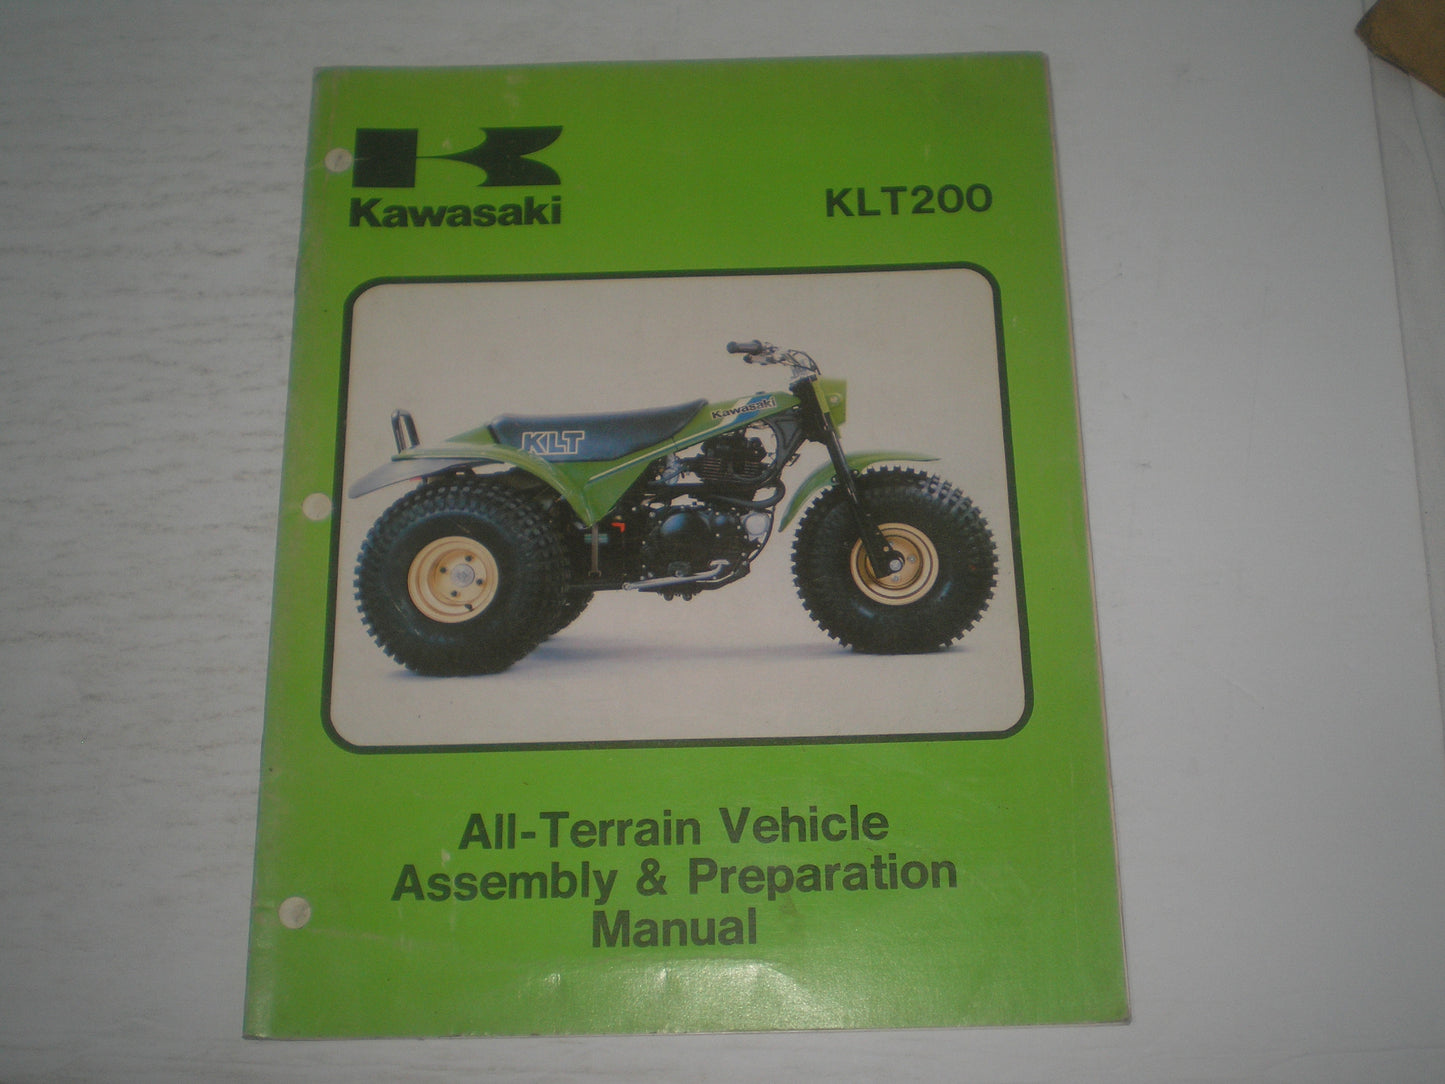 Kawasaki
KLT200
Kawasaki
KLT
All-Terrain Vehicle
Assembly & Preparation
Manual